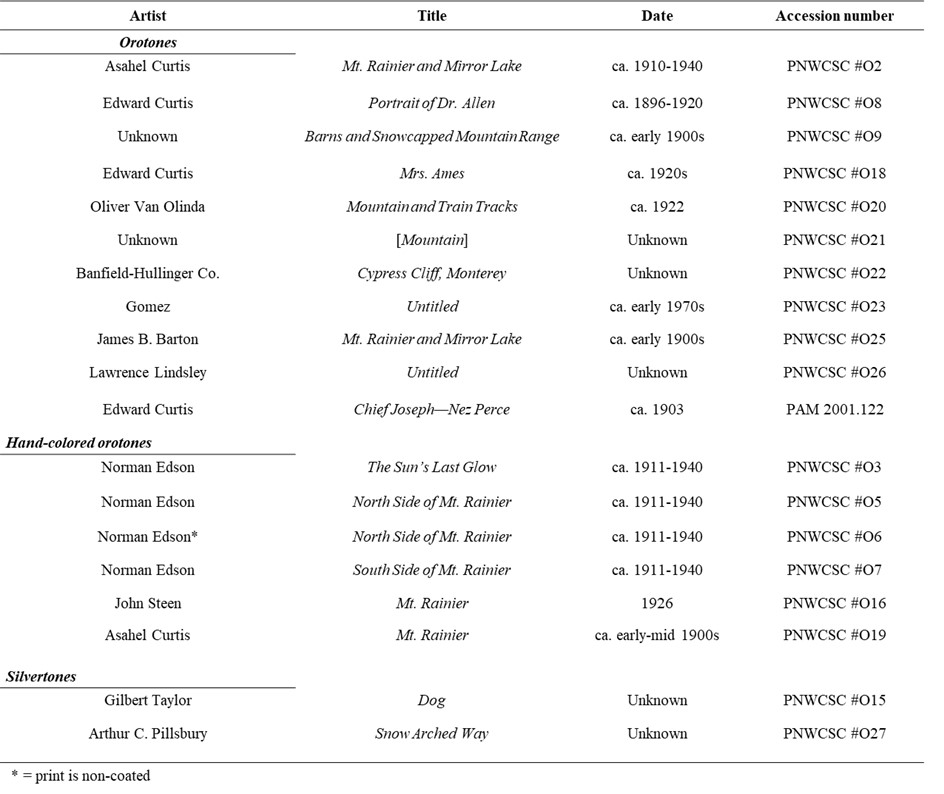 Artist Title Date Accession number
Orotones
Asahel Curtis Mt. Rainier and Mirror Lake ca. 1910-1940 PNWCSC #O2
Edward Curtis Portrait of Dr. Allen ca. 1896-1920 PNWCSC #O8
Unknown Barns and Snowcapped Mountain Range ca. early 1900s PNWCSC #O9
Edward Curtis Mrs. Ames ca. 1920s PNWCSC #O18
Oliver Van Olinda Mountain and Train Tracks ca. 1922 PNWCSC #O20
Unknown [Mountain] Unknown PNWCSC #O21
Banfield-Hullinger Co. Cypress Cliff, Monterey Unknown PNWCSC #O22
Gomez Untitled ca. early 1970s PNWCSC #O23
James B. Barton Mt. Rainier and Mirror Lake ca. early 1900s PNWCSC #O25
Lawrence Lindsley Untitled Unknown PNWCSC #O26
Edward Curtis Chief Joseph—Nez Perce ca. 1903 PAM 2001.122
Hand-colored orotones
Norman Edson The Sun's Last Glow ca. 1911-1940 PNWCSC #O3
Norman Edson North Side of Mt. Rainier ca. 1911-1940 PNWCSC #O5
Norman Edson* North Side of Mt. Rainier ca. 1911-1940 PNWCSC #O6
Norman Edson South Side of Mt. Rainier ca. 1911-1940 PNWCSC #O7
John Steen Mt. Rainier 1926 PNWCSC #O16
Asahel Curtis Mt. Rainier ca. early-mid 1900s PNWCSC #O19
Silvertones
Gilbert Taylor Dog Unknown PNWCSC #O15
Arthur C. Pillsbury Snow Arched Way Unknown PNWCSC #O27
* = print is non-coated